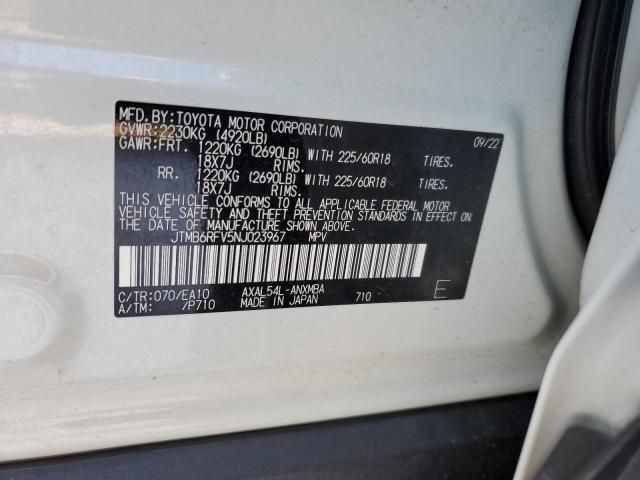 MFD. BY: TOYOTA MOTOR CORPORATION 09/22
GVWR: 2230KG (4920LB)
GAWR: FRT. 1220KG (2690LB) WITH 225/60R18 TIRES.
18X7J RIMS.
RR. 1220KG (2690LB) WITH 225/60R18 TIRES.
18X7J RIMS.
THIS VEHICLE CONFORMS TO ALL APPLICABLE FEDERAL MOTOR
VEHICLE SAFETY AND THEFT PREVENTION STANDARDS IN EFFECT ON
THE DATE OF MANUFACTURE SHOWN ABOVE.
JTMB6RFV5NJ023967 MPV
C/TR: 070/EA10 AXAL54L-ANXMBA
A/TM: /P710 MADE IN JAPAN 710 E